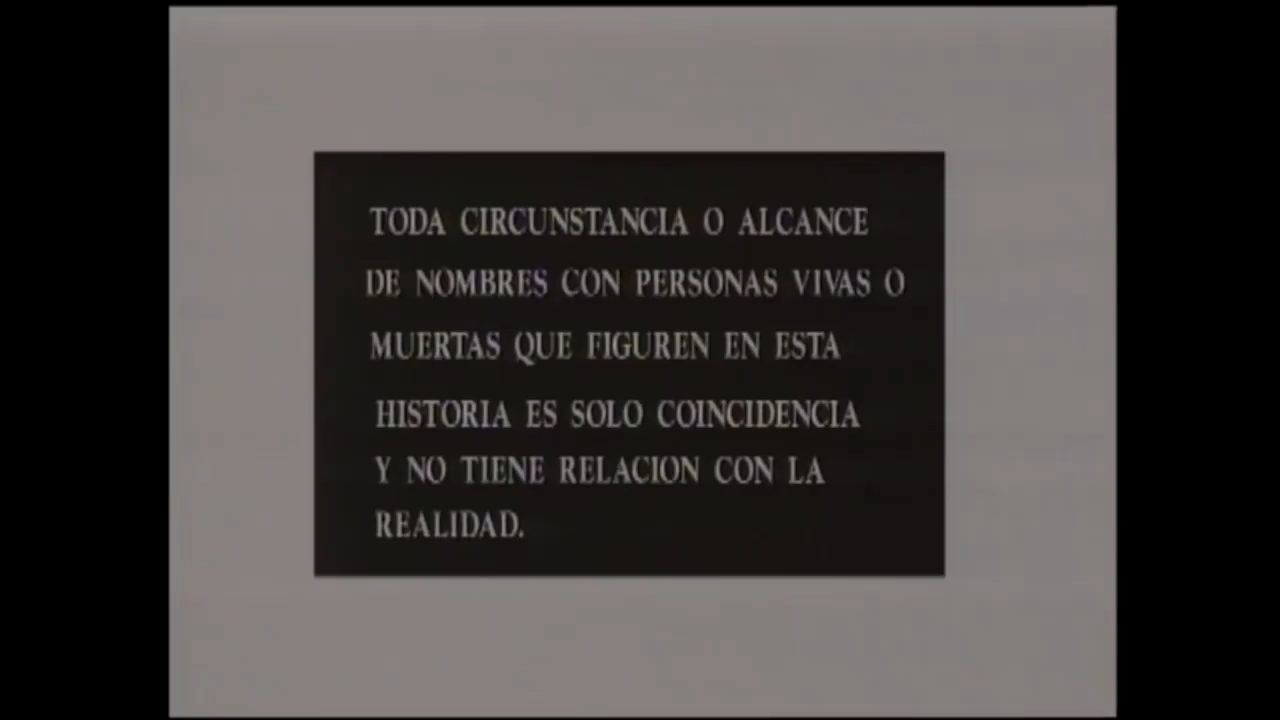 TODA CIRCUNSTANCIA O ALCANCE
DE NOMBRES CON PERSONAS VIVAS O
MUERTAS QUE FIGUREN EN ESTA
HISTORIA ES SOLO COINCIDENCIA
Y NO TIENE RELACION CON LA
REALIDAD.